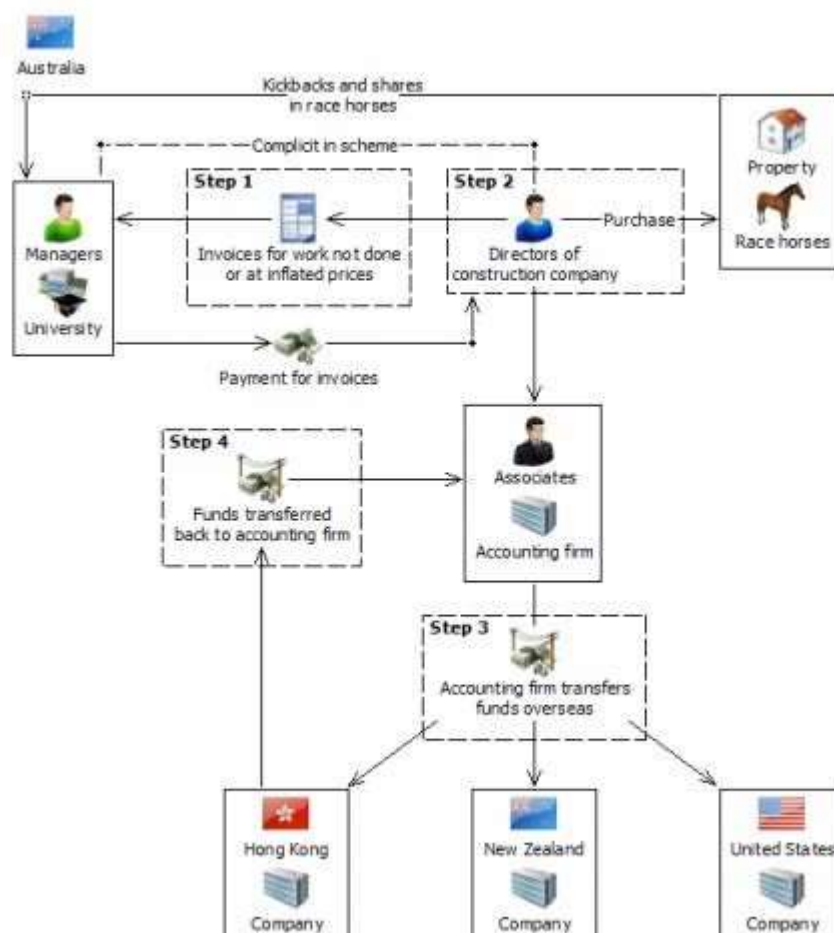 Australia
Kickbacks and shares
in race horses
Complicit in scheme
Property
Race horses
Step 1
Invoices for work not done
or at inflated prices
Step 2
Directors of
construction company
Purchase
Managers
University
Payment for invoices
Step 4
Funds transferred
back to accounting firm
Associates
Accounting firm
Step 3
Accounting firm transfers
funds overseas
Hong Kong
Company
New Zealand
Company
United States
Company